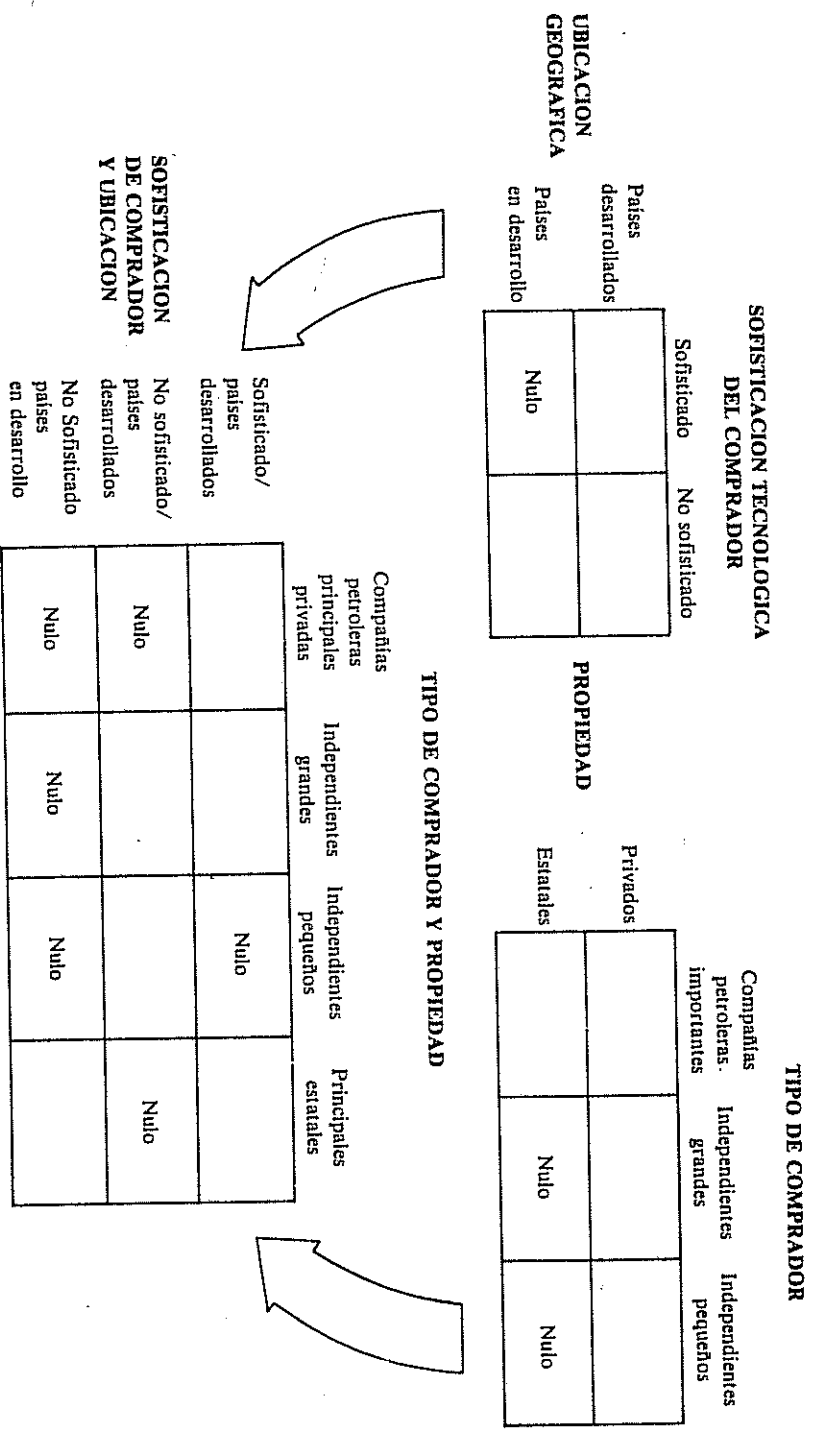 SOFISTICACION TECNOLOGICA
DEL COMPRADOR
Sofisticado
No sofisticado
UBICACION
GEOGRAFICA
Países
desarrollados
Países
en desarrollo
Nulo
TIPO DE COMPRADOR
Compañías
petroleras.
importantes
Independientes
grandes
Independientes
pequeños
PROPIEDAD
Privados
Estatales
Nulo
Nulo
TIPO DE COMPRADOR Y PROPIEDAD
Compañías
petroleras
principales
privadas
Independientes
grandes
Independientes
pequeños
Principales
estatales
SOFISTICACION
DE COMPRADOR
Y UBICACION
Sofisticado/
países
desarrollados
Nulo
No sofisticado/
países
desarrollados
Nulo
Nulo
No Sofisticado
países
en desarrollo
Nulo
Nulo
Nulo